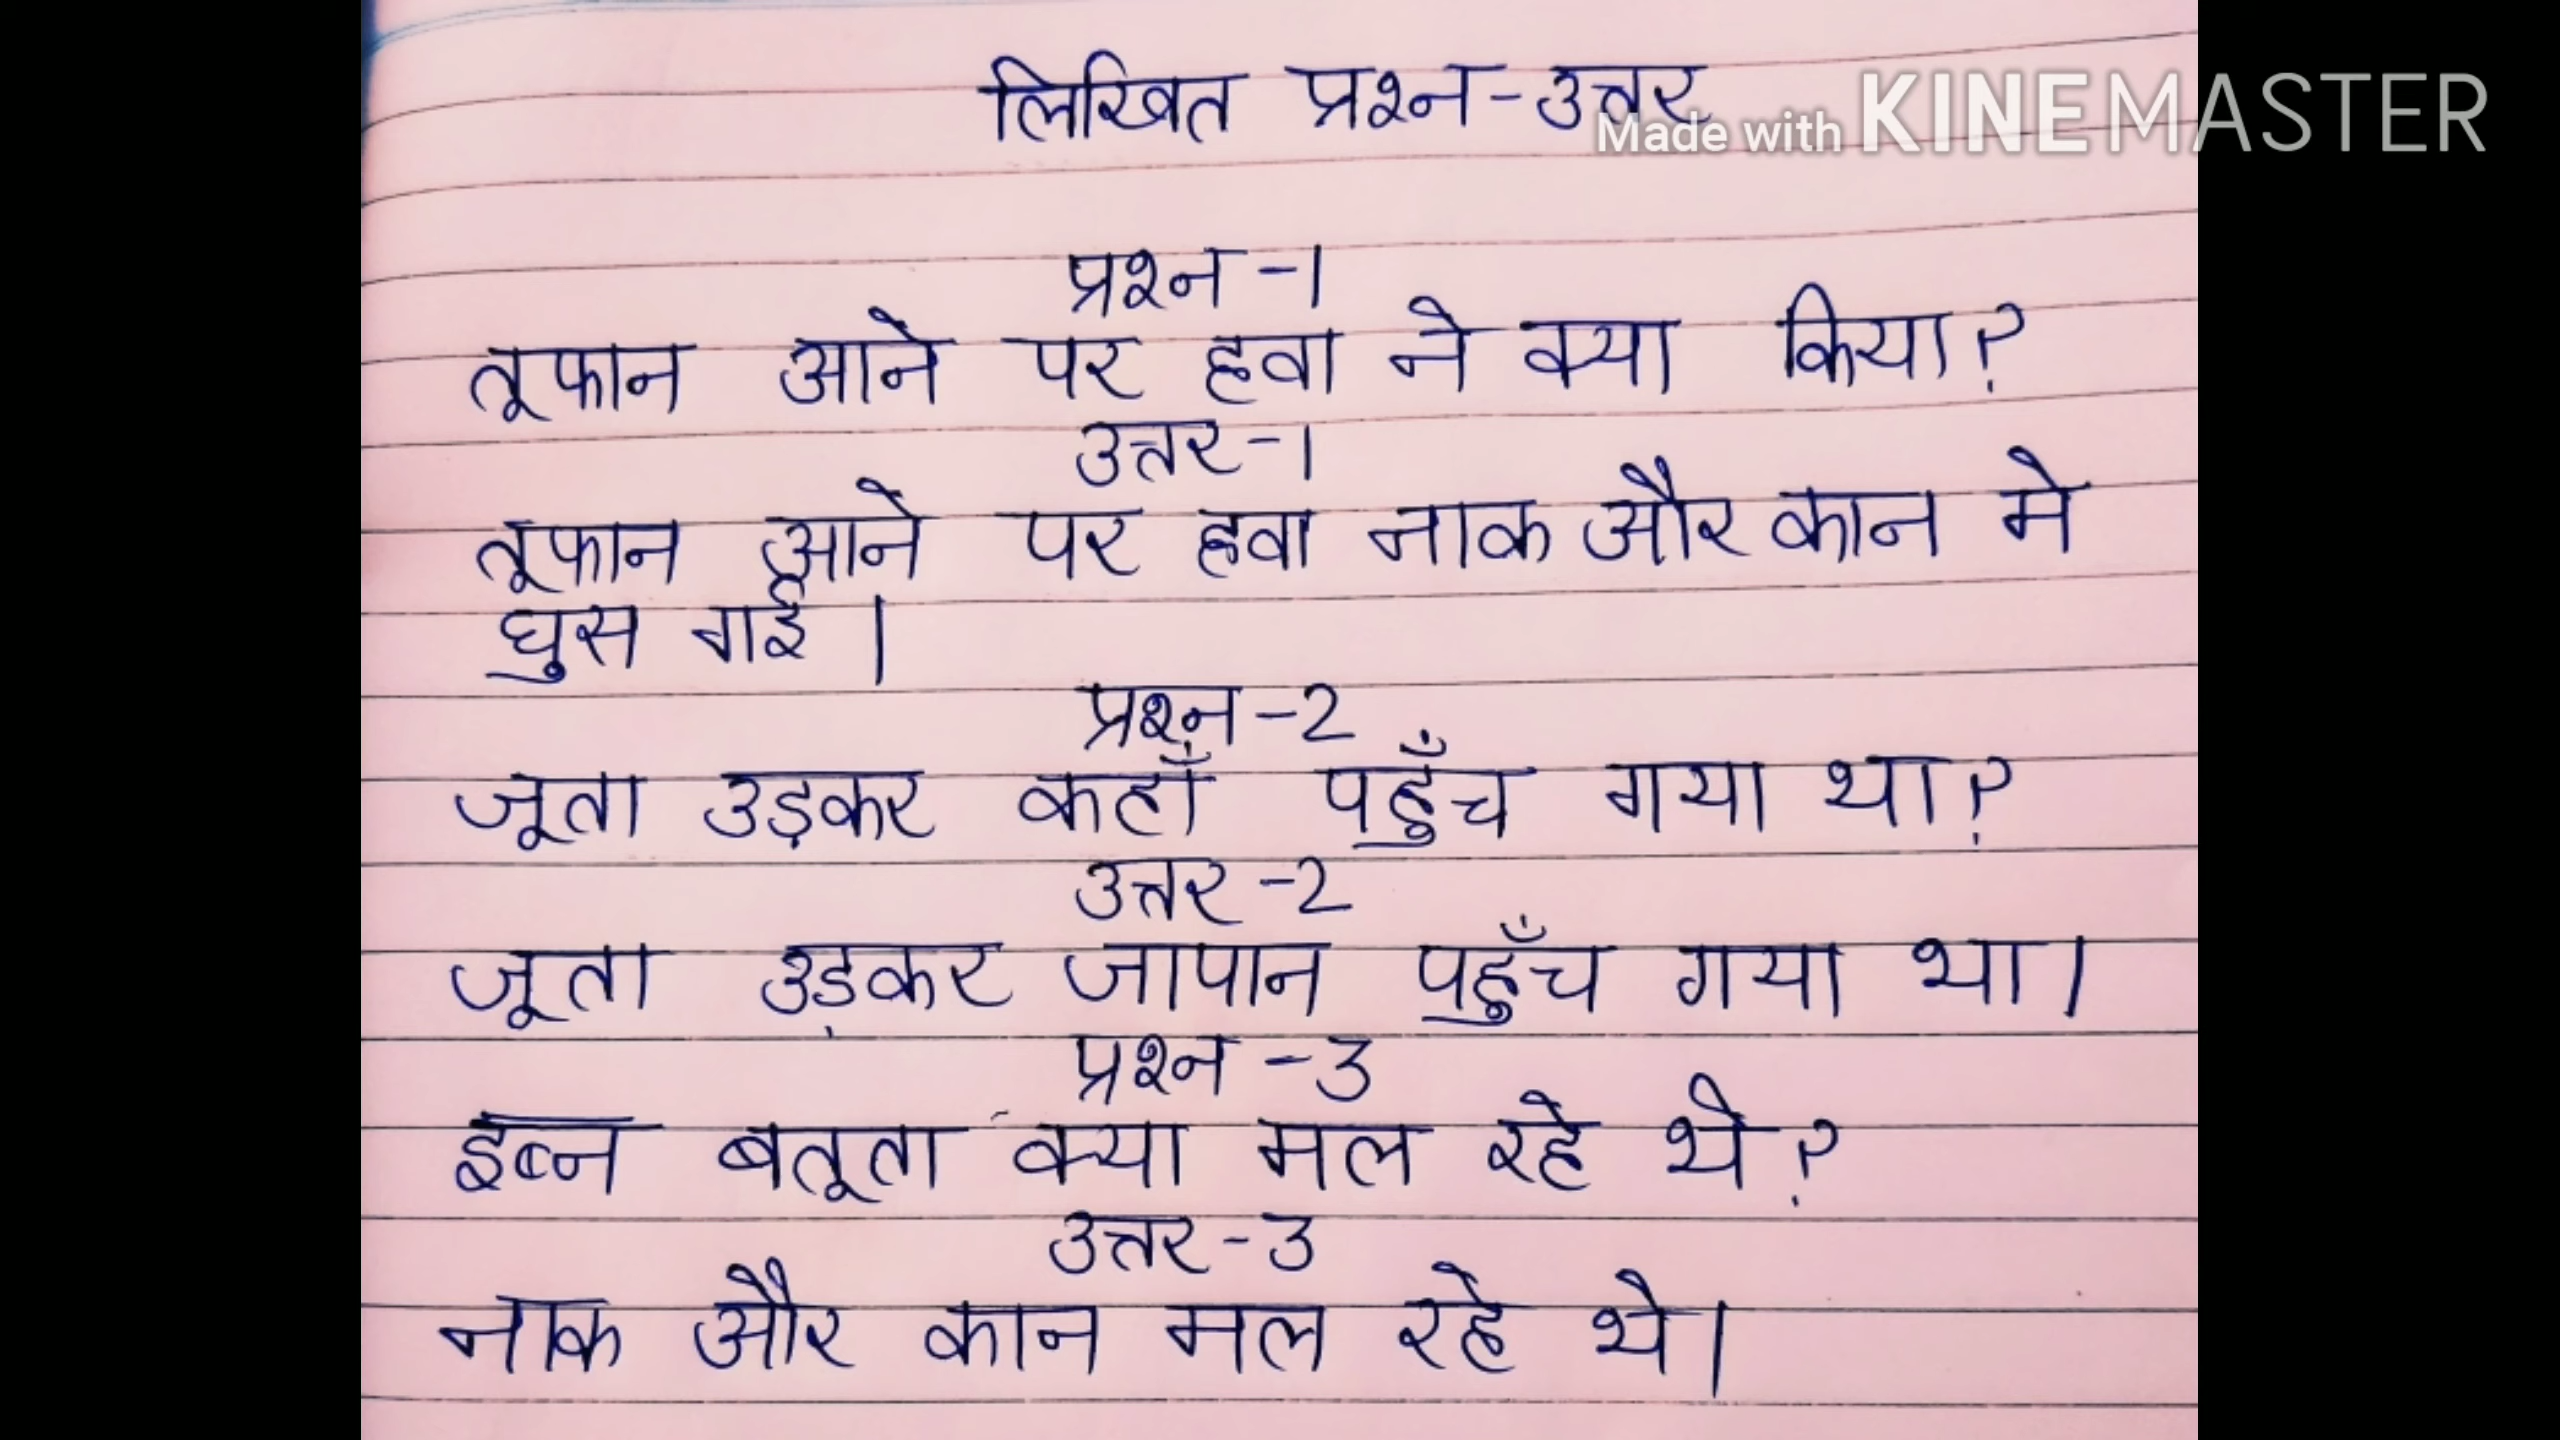 लिखित प्रश्न-उत्तर
Made with KINEMASTER
प्रश्न -1
तूफान आने पर हवा ने क्या किया?
उत्तर-1
तूफान आने पर हवा नाक और कान मे
घुस गई।
प्रश्न-2
जूता उड़कर कहाँ पहुँच गया था?
उत्तर-2
जूता उड़कर जापान पहुँच गया था।
प्रश्न -3
इब्न बतूता क्या मल रहे थे?
उत्तर-3
नाक और कान मल रहे थे।